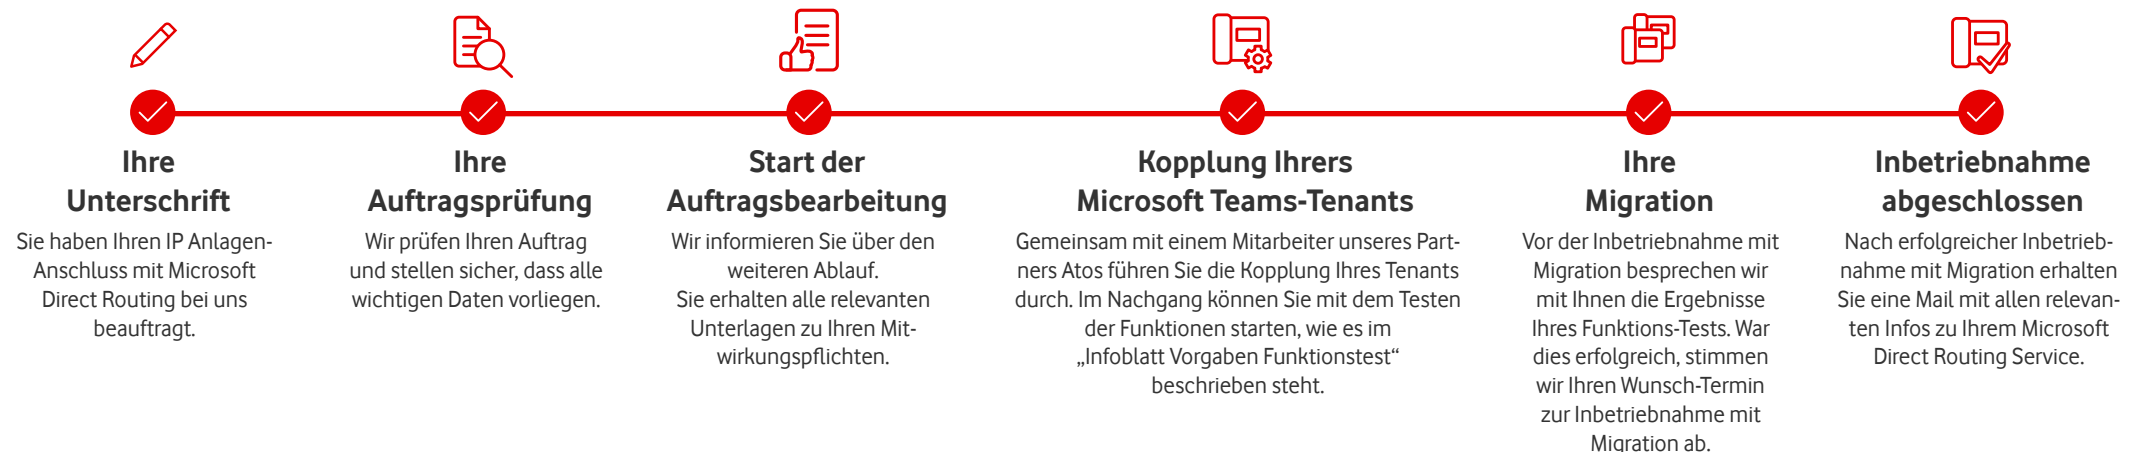 Ihre
Unterschrift
Sie haben Ihren IP Anlagen-
Anschluss mit Microsoft
Direct Routing bei uns
beauftragt.
Ihre
Auftragsprüfung
Wir prüfen Ihren Auftrag
und stellen sicher, dass alle
wichtigen Daten vorliegen.
Start der
Auftragsbearbeitung
Wir informieren Sie über den
weiteren Ablauf.
Sie erhalten alle relevanten
Unterlagen zu Ihren Mit-
wirkungspflichten.
Kopplung Ihrers
Microsoft Teams-Tenants
Gemeinsam mit einem Mitarbeiter unseres Part-
ners Atos führen Sie die Kopplung Ihres Tenants
durch. Im Nachgang können Sie mit dem Testen
der Funktionen starten, wie es im
„Infoblatt Vorgaben Funktionstest“
beschrieben steht.
Ihre
Migration
Vor der Inbetriebnahme mit
Migration besprechen wir
mit Ihnen die Ergebnisse
Ihres Funktions-Tests. War
dies erfolgreich, stimmen
wir Ihren Wunsch-Termin
zur Inbetriebnahme mit
Migration ab.
Inbetriebnahme
abgeschlossen
Nach erfolgreicher Inbetrieb-
nahme mit Migration erhalten
Sie eine Mail mit allen relevan-
ten Infos zu Ihrem Microsoft
Direct Routing Service.